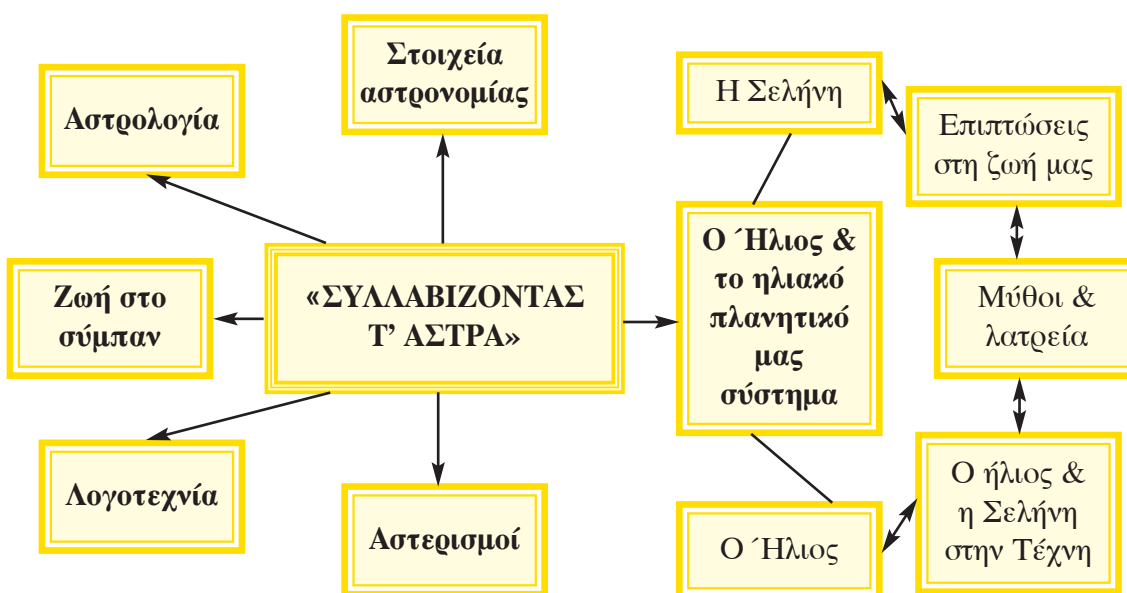 Στοιχεία
αστρονομίας
Αστρολογία
Ζωή στο
σύμπαν
«ΣΥΛΛΑΒΙΖΟΝΤΑΣ
Τ’ ΑΣΤΡΑ»
Λογοτεχνία
Αστερισμοί
Η Σελήνη
Ο ΄Ηλιος &
το ηλιακό
πλανητικό
μας
σύστημα
Ο ΄Ηλιος
Επιπτώσεις
στη ζωή μας
Μύθοι &
λατρεία
Ο ήλιος &
η Σελήνη
στην Τέχνη